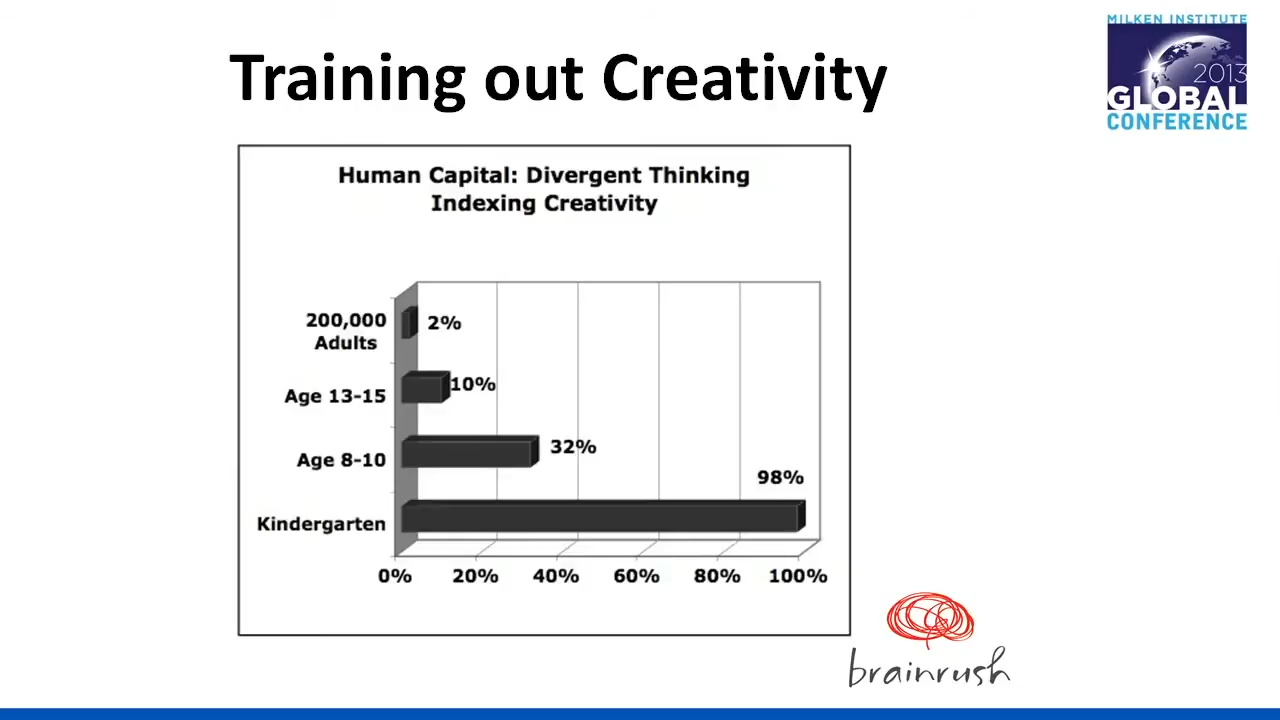 Training out Creativity
MILKEN INSTITUTE
2013
GLOBAL
CONFERENCE
Human Capital: Divergent Thinking
Indexing Creativity
200,000
Adults
2%
Age 13-15
10%
Age 8-10
32%
98%
Kindergarten
0% 20% 40% 60% 80% 100%
brainrush